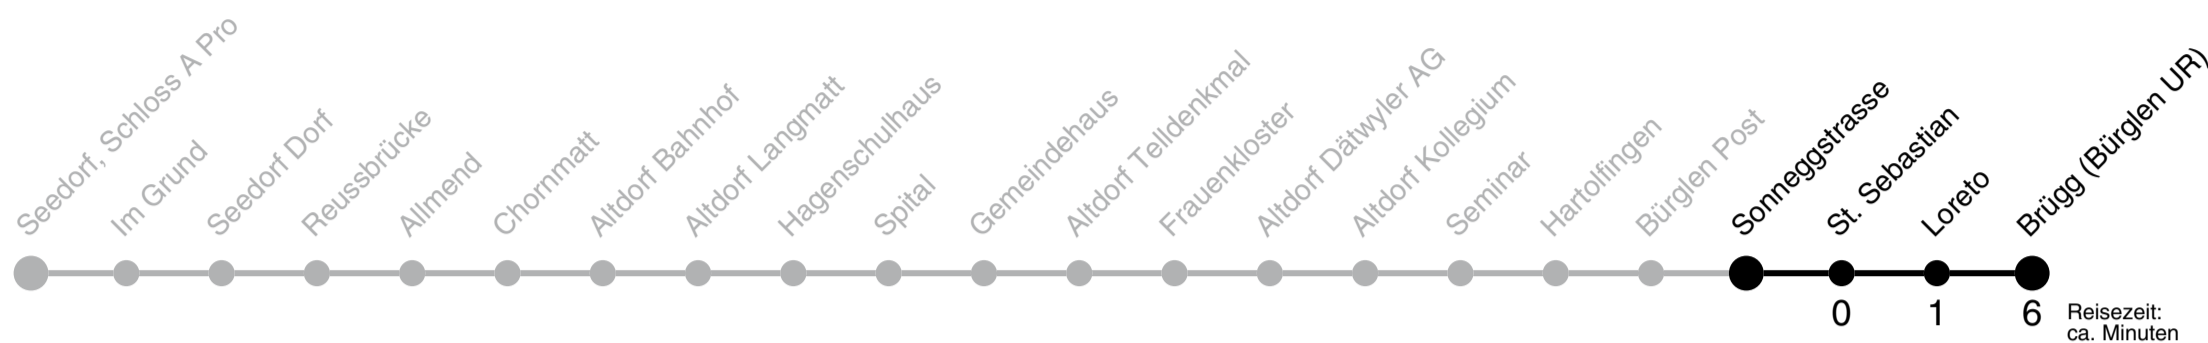 Seedorf, Schloss A Pro
Im Grund
Seedorf Dorf
Reussbrücke
Allmend
Chornmatt
Altdorf Bahnhof
Altdorf Langmatt
Hagenschulhaus
Spital
Gemeindehaus
Altdorf Telldenkmal
Frauenkloster
Altdorf Dätwyler AG
Altdorf Kollegium
Seminar
Hartolfingen
Bürglen Post
Sonneggstrasse
St. Sebastian
Loreto
Brügg (Bürglen UR)
0 1 6 Reisezeit:
ca. Minuten